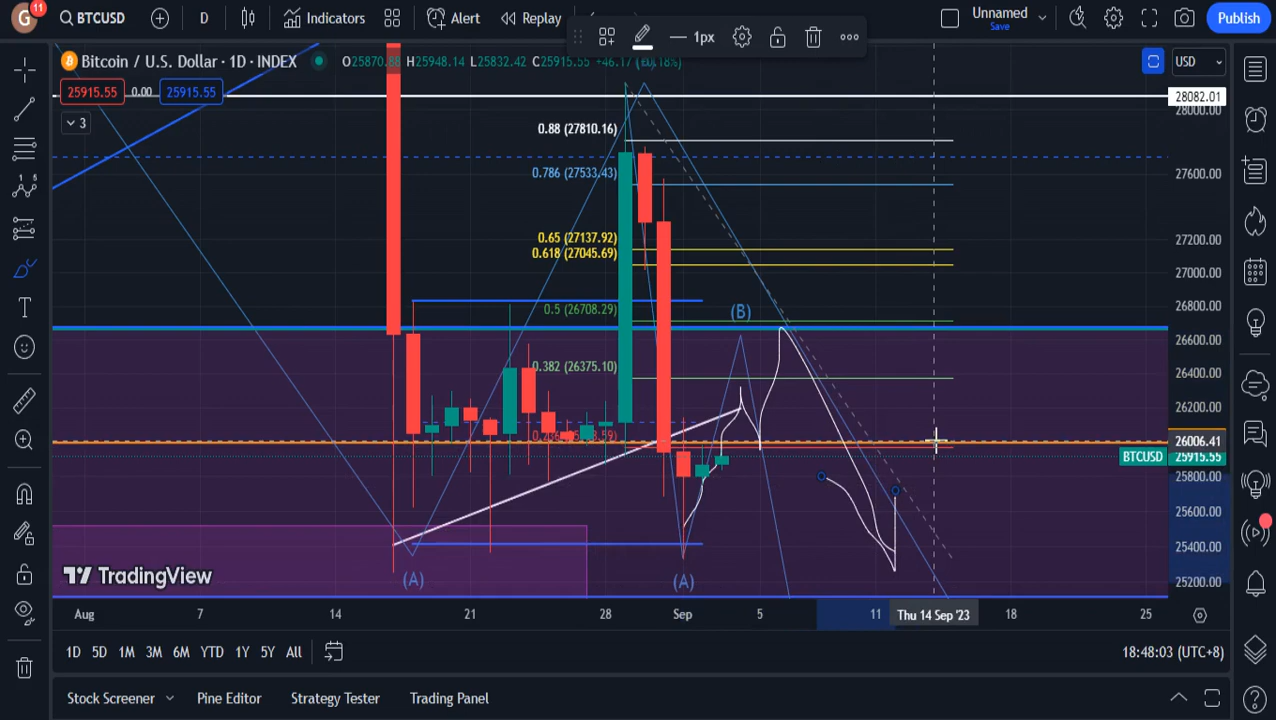 G
11
BTCUSD
D
Indicators
Alert
Replay
1px
Unnamed
Save
Publish
Bitcoin / U.S. Dollar · 1D · INDEX
H25948.14 L25832.42 C25915.55 +46.17
25915.55 0.00 25915.55
3
USD
28082.01
28000.00
27600.00
27200.00
27000.00
26800.00
26600.00
26400.00
26200.00
26006.41
BTCUSD 25915.55
25800.00
25600.00
25400.00
25200.00
0.88 (27810.16)
0.786 (27533.43)
0.65 (27137.92)
0.618 (27045.69)
0.5 (26708.29)
0.382 (26375.10)
(B)
(A)
(A)
TradingView
Aug 7 14 21 28 Sep 5 11 Thu 14 Sep '23 18 25
1D 5D 1M 3M 6M YTD 1Y 5Y All
18:48:03 (UTC+8)
Stock Screener Pine Editor Strategy Tester Trading Panel